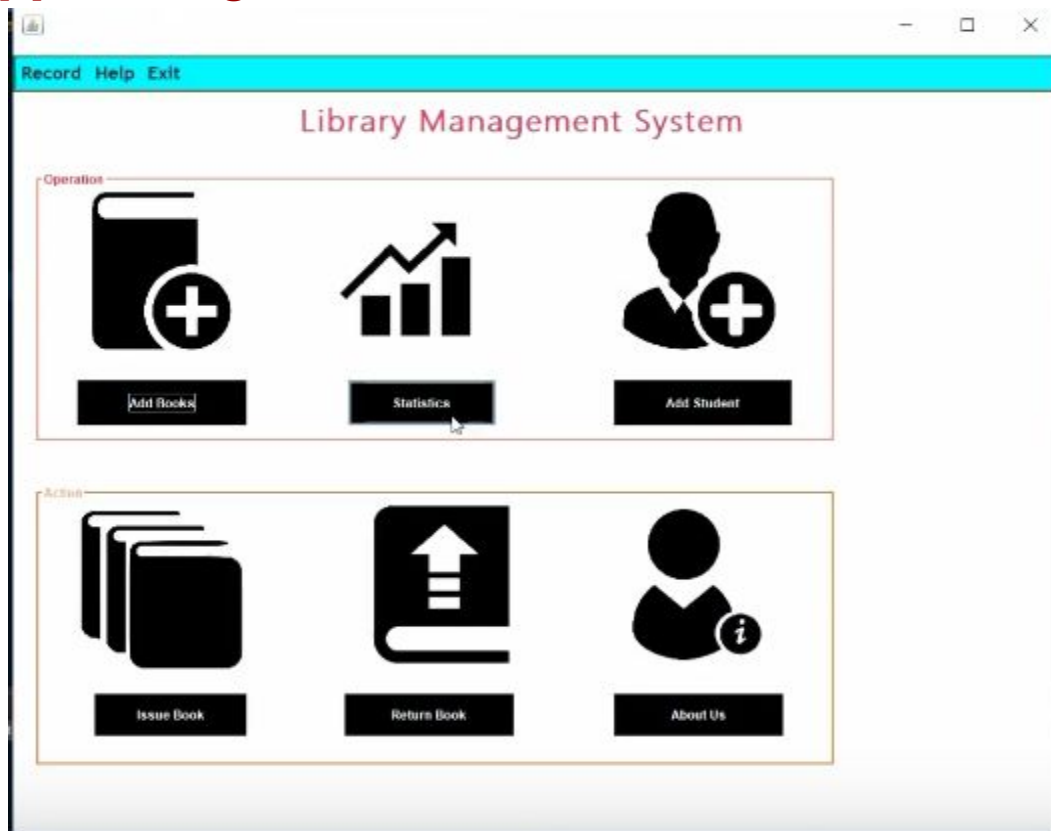 Record Help Exit
Library Management System
Operation
Add Books
Statistics
Add Student
Action
i
Issue Book
Return Book
About Us